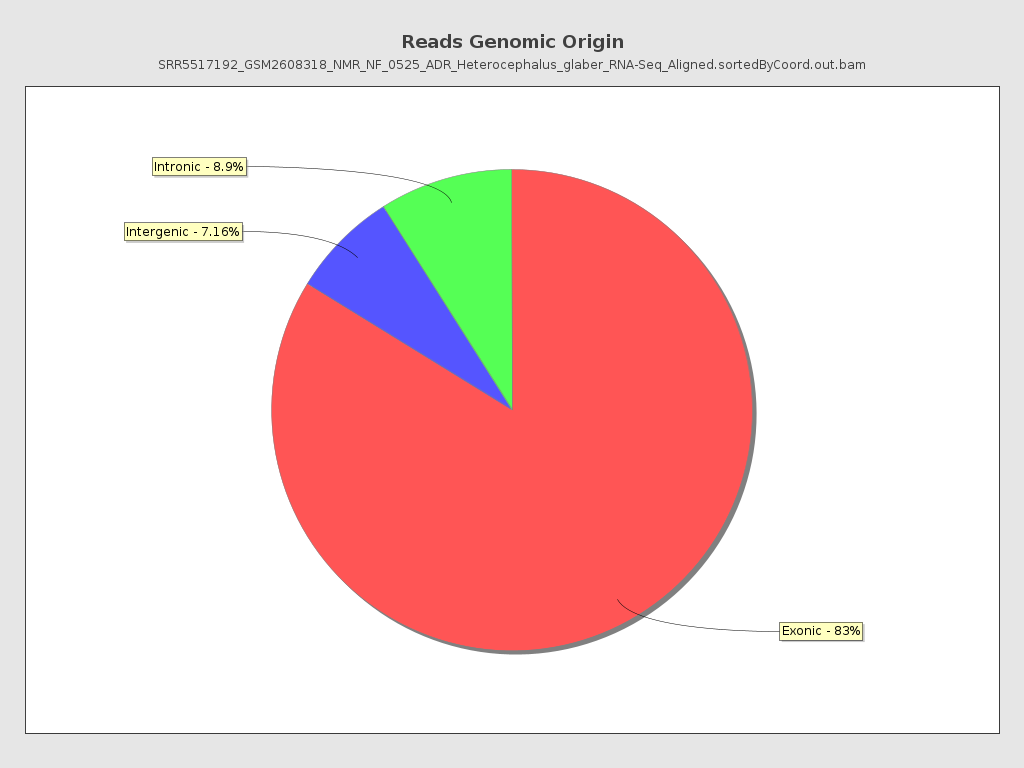 Reads Genomic Origin
SRR5517192_GSM2608318_NMR_NF_0525_ADR_Heterocephalus_glaber_RNA-Seq_Aligned.sortedByCoord.out.bam
Intronic - 8.9%
Intergenic - 7.16%
Exonic - 83%